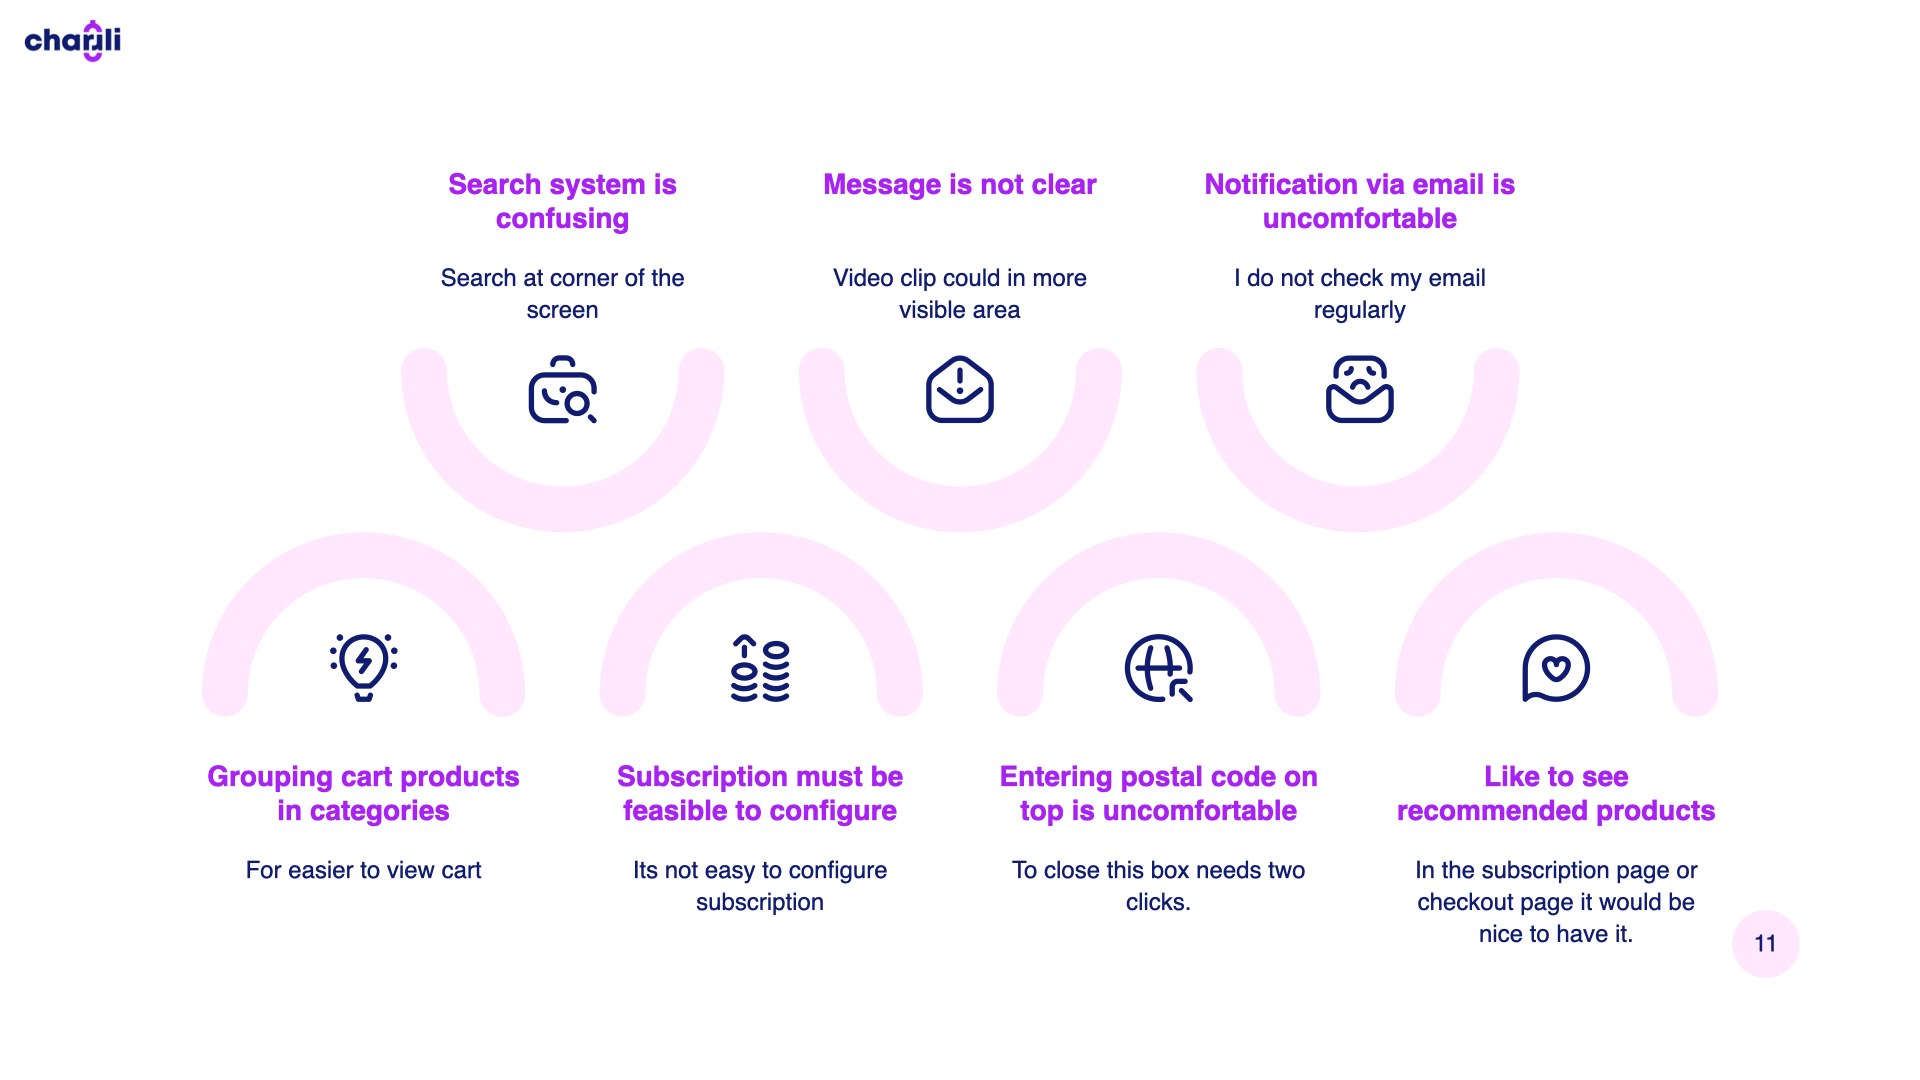 charjli
Search system is
confusing
Search at corner of the
screen
Message is not clear
Video clip could in more
visible area
Notification via email is
uncomfortable
I do not check my email
regularly
Grouping cart products
in categories
For easier to view cart
Subscription must be
feasible to configure
Its not easy to configure
subscription
Entering postal code on
top is uncomfortable
To close this box needs two
clicks.
Like to see
recommended products
In the subscription page or
checkout page it would be
nice to have it.
11